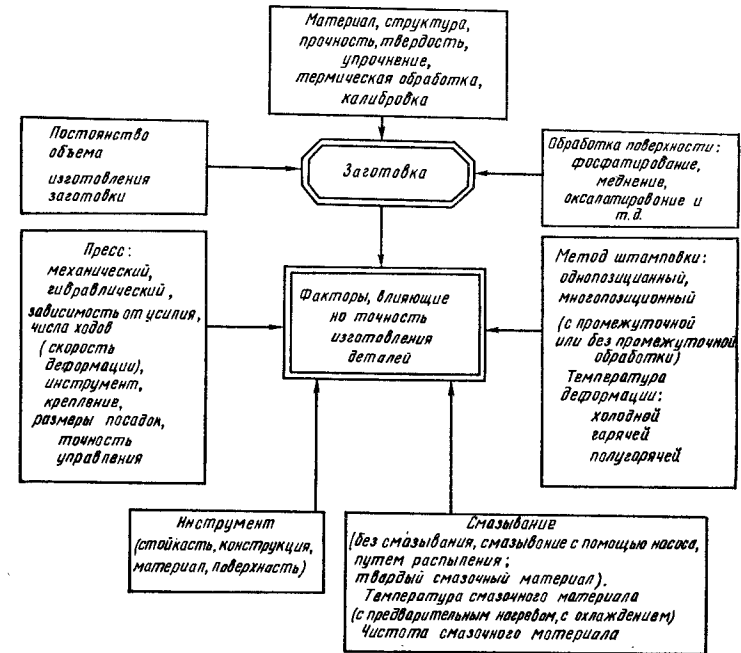 Материал, структура,
прочность, твердость,
упрочнение,
термическая обработка,
калибровка
Постоянство
объема
изготовления
заготовки
Заготовка
Обработка поверхности:
фосфатирование,
меднение,
оксалатирование и
т.д.
Пресс:
механический,
гидравлический,
зависимость от усилия,
числа ходов
(скорость
деформации),
инструмент,
крепление,
размеры посадок,
точность
управления
Факторы, влияющие
на точность
изготовления
деталей
Метод штамповки:
однопозиционный,
многопозиционный
(с промежуточной
или без промежуточной
обработки)
Температура
деформации:
холодной
гарячей
полугорячей
Инструмент
(стойкость, конструкция,
материал, поверхность)
Смазывание
(без смазывания, смазывание с помощью насоса,
путем распыления;
твердый смазочный материал).
Температура смазочного материала
(с предварительным нагревом, с охлаждением)
Чистота смазочного материала